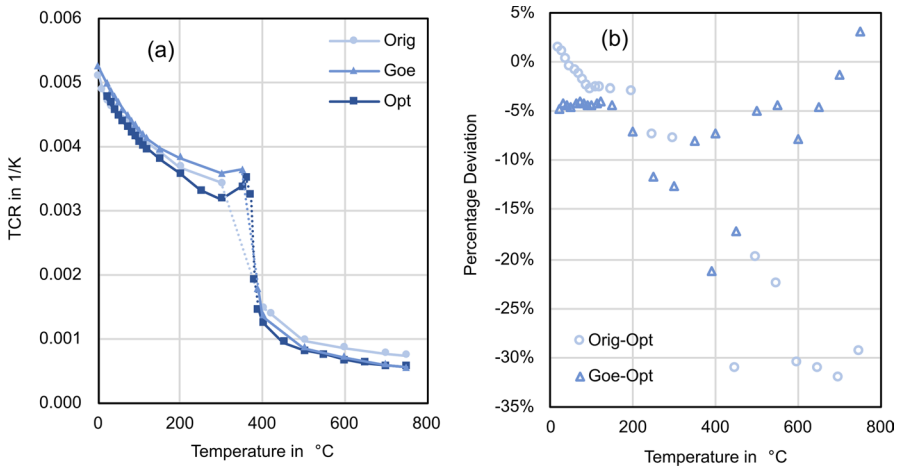 0.006
0.005
0.004
0.003
0.002
0.001
0.000
TCR in 1/K
(a)
Orig
Goe
Opt
0 200 400 600 800
Temperature in °C
5%
0%
-5%
-10%
-15%
-20%
-25%
-30%
-35%
Percentage Deviation
(b)
Orig-Opt
Goe-Opt
0 200 400 600 800
Temperature in °C